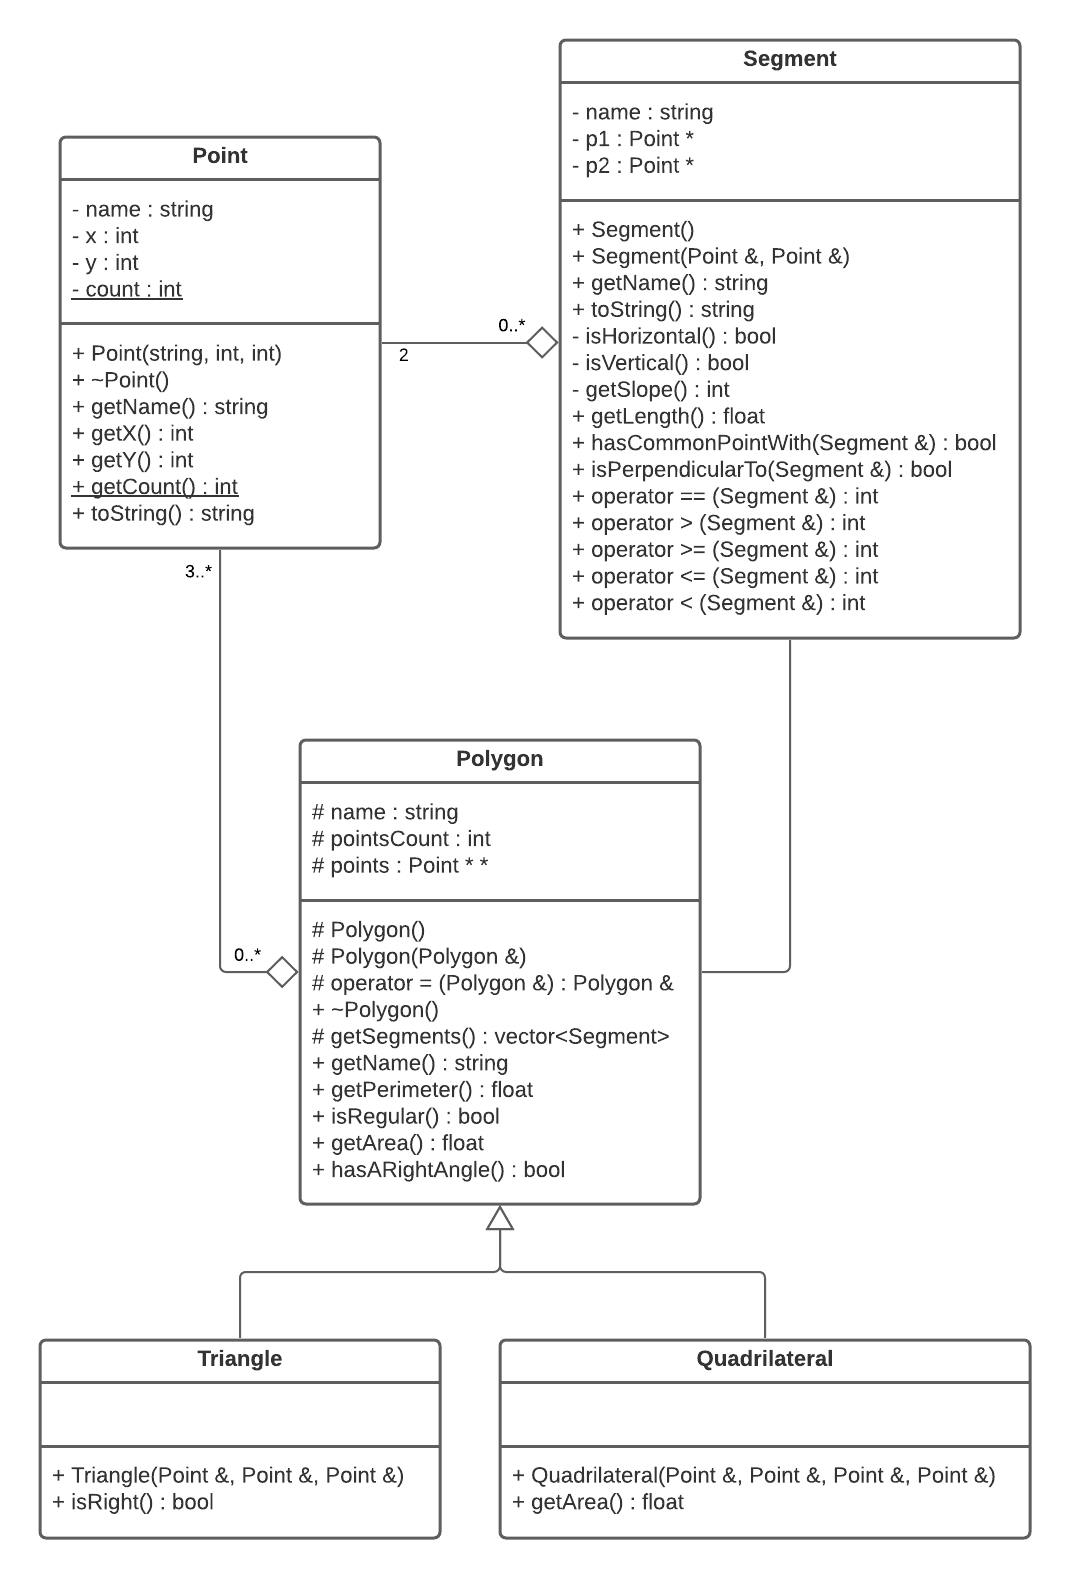 Segment
- name : string
- p1 : Point *
- p2 : Point *
+ Segment()
+ Segment(Point &, Point &)
+ getName() : string
+ toString() : string
- isHorizontal() : bool
- isVertical() : bool
- getSlope() : int
+ getLength() : float
+ hasCommonPointWith(Segment &) : bool
+ isPerpendicularTo(Segment &) : bool
+ operator == (Segment &) : int
+ operator > (Segment &) : int
+ operator >= (Segment &) : int
+ operator <= (Segment &) : int
+ operator < (Segment &) : int
Point
- name : string
- x : int
- y : int
- count : int
+ Point(string, int, int)
+ ~Point()
+ getName() : string
+ getX() : int
+ getY() : int
+ getCount() : int
+ toString() : string
0..*
2
3..*
0..*
Polygon
# name : string
# pointsCount : int
# points : Point * *
# Polygon()
# Polygon(Polygon &)
# operator = (Polygon &) : Polygon &
+ ~Polygon()
# getSegments() : vector<Segment>
+ getName() : string
+ getPerimeter() : float
+ isRegular() : bool
+ getArea() : float
+ hasARightAngle() : bool
Triangle
+ Triangle(Point &, Point &, Point &)
+ isRight() : bool
Quadrilateral
+ Quadrilateral(Point &, Point &, Point &, Point &)
+ getArea() : float